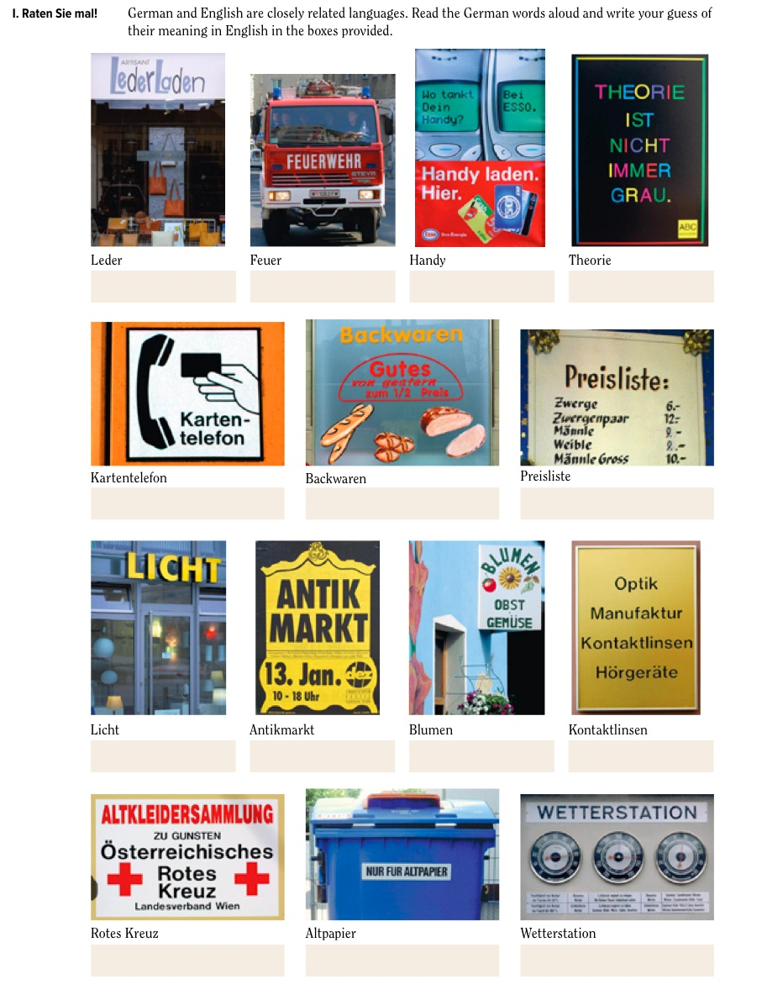 I. Raten Sie mal!
German and English are closely related languages. Read the German words aloud and write your guess of
their meaning in English in the boxes provided.
ARTISANT
LederLaden
FEUERWEHR
STEYR
Wo tankt
Dein
Handy?
Bei
ESSO.
Handy laden.
Hier.
Esso
THEORIE
IST
NICHT
IMMER
GRAU.
ABC
Leder
Feuer
Handy
Theorie
Karten-
telefon
Backwaren
Gutes
von gestern
zum 1/2 Preis
Preisliste:
Zwerge 6.-
Zwergenpaar 12.-
Männle
Weible
Männle Gross 10.-
Kartentelefon
Backwaren
Preisliste
LICHT
ANTIK
MARKT
13. Jan.
10 - 18 Uhr
BLUMEN
OBST
GEMÜSE
Optik
Manufaktur
Kontaktlinsen
Hörgeräte
Licht
Antikmarkt
Blumen
Kontaktlinsen
ALTKLEIDERSAMMLUNG
ZU GUNSTEN
Österreichisches
Rotes
Kreuz
Landesverband Wien
NUR FUR ALTPAPIER
WETTERSTATION
Rotes Kreuz
Altpapier
Wetterstation